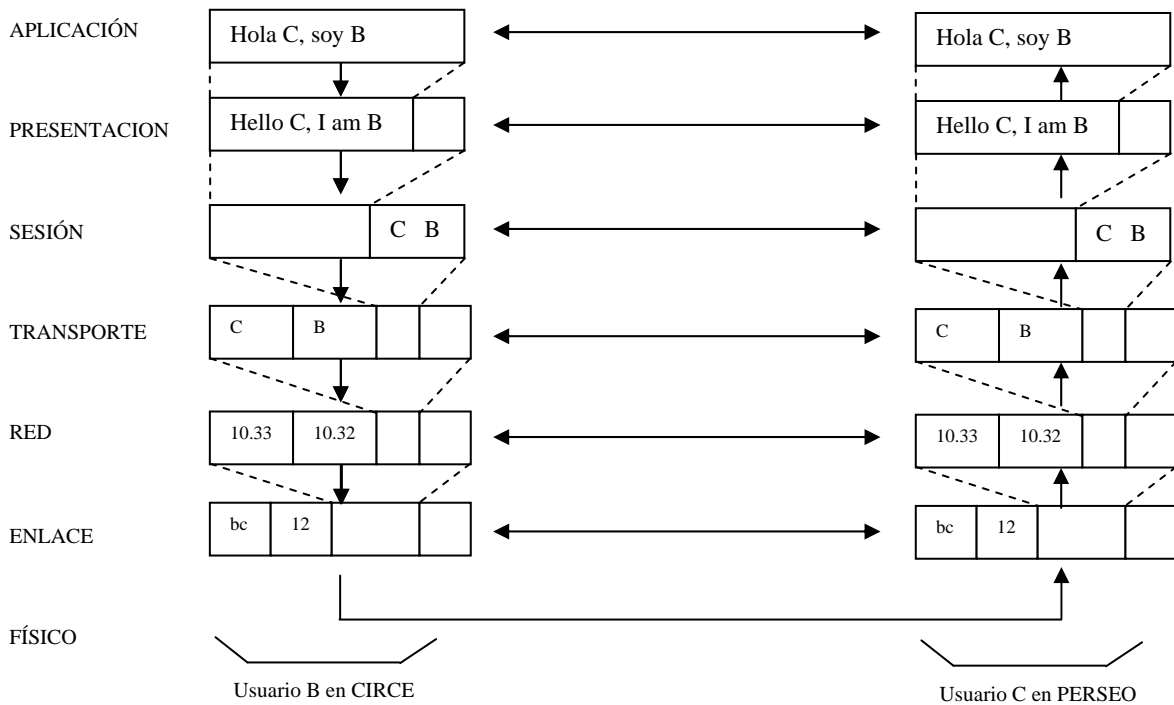 APLICACIÓN
Hola C, soy B
Hola C, soy B
PRESENTACION
Hello C, I am B
Hello C, I am B
SESIÓN
C B
C B
TRANSPORTE
C
B
C
B
RED
10.33
10.32
10.33
10.32
ENLACE
bc
12
bc
12
FÍSICO
Usuario B en CIRCE
Usuario C en PERSEO